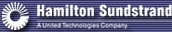 Hamilton Sundstrand
A United Technologies Company